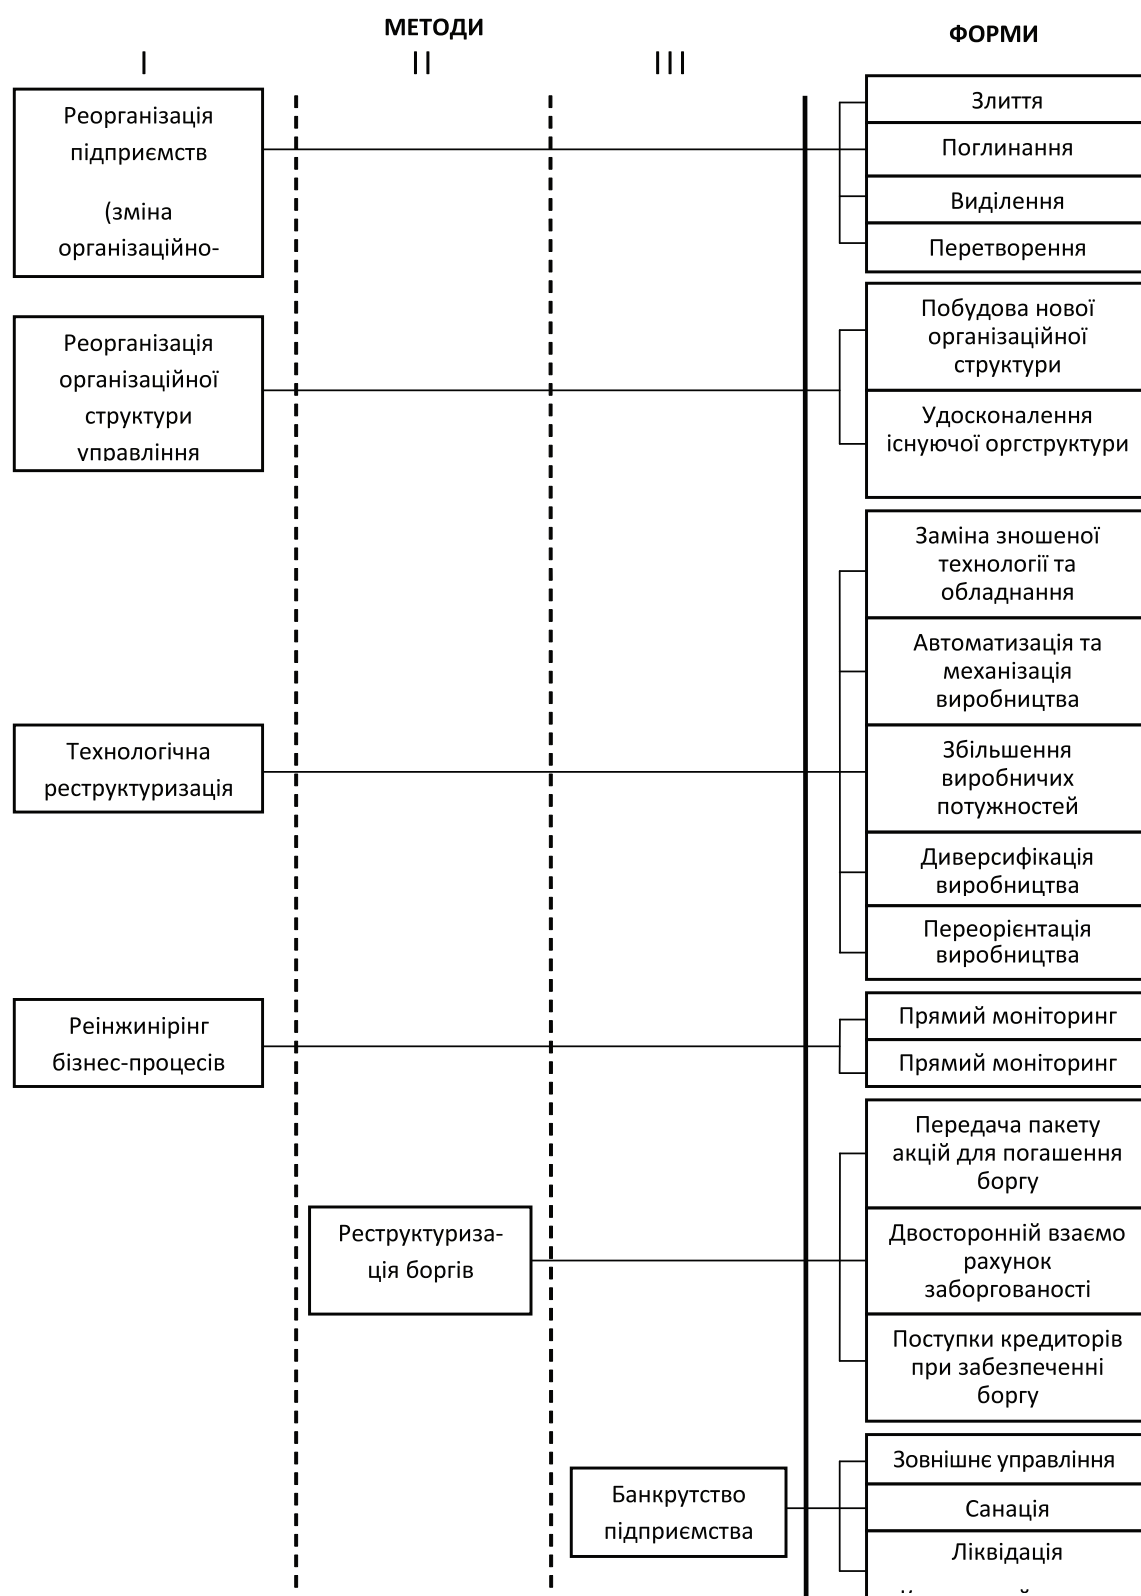 МЕТОДИ
ФОРМИ
I
II
III
Реорганізація
підприємств
(зміна
організаційно-
Злиття
Поглинання
Виділення
Перетворення
Реорганізація
організаційної
структури
управління
Побудова нової
організаційної
структури
Удосконалення
існуючої оргструктури
Технологічна
реструктуризація
Заміна зношеної
технології та
обладнання
Автоматизація та
механізація
виробництва
Збільшення
виробничих
потужностей
Диверсифікація
виробництва
Переорієнтація
виробництва
Реінжинірінг
бізнес-процесів
Прямий моніторинг
Прямий моніторинг
Реструктуриза-
ція боргів
Передача пакету
акцій для погашення
боргу
Двосторонній взаємо
рахунок
заборгованості
Поступки кредиторів
при забезпеченні
боргу
Банкрутство
підприємства
Зовнішнє управління
Санація
Ліквідація